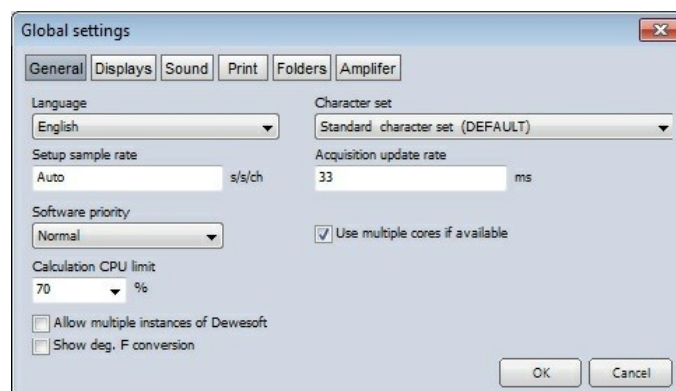 Global settings
General Displays Sound Print Folders Amplifer
Language Character set
English Standard character set (DEFAULT)
Setup sample rate Acquisition update rate
Auto s/s/ch 33 ms
Software priority
Normal Use multiple cores if available
Calculation CPU limit
70 %
Allow multiple instances of Dewesoft
Show deg. F conversion
OK Cancel